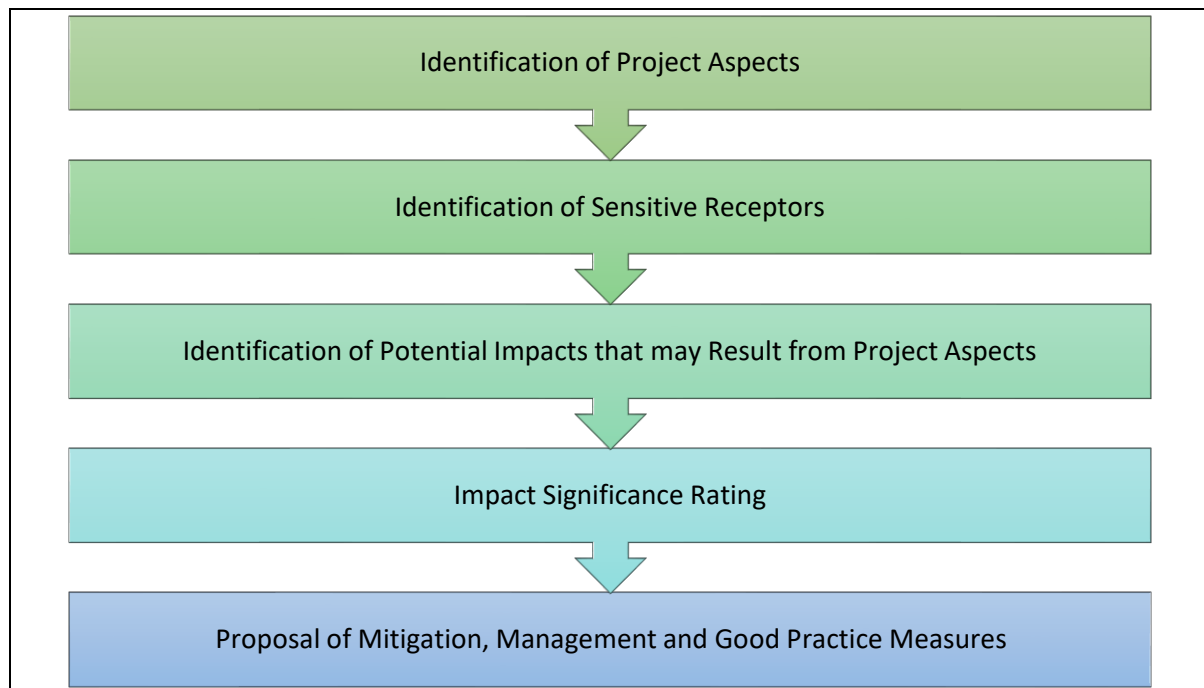 Identification of Project Aspects
Identification of Sensitive Receptors
Identification of Potential Impacts that may Result from Project Aspects
Impact Significance Rating
Proposal of Mitigation, Management and Good Practice Measures